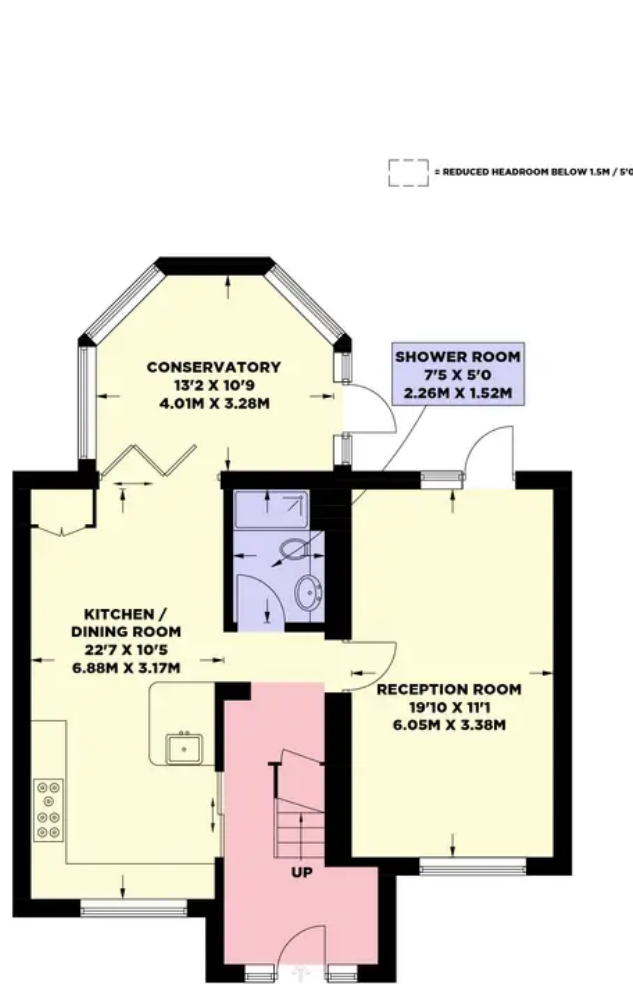 = REDUCED HEADROOM BELOW 1.5M / 5'0
CONSERVATORY
13'2 X 10'9
4.01M X 3.28M
SHOWER ROOM
7'5 X 5'0
2.26M X 1.52M
KITCHEN /
DINING ROOM
22'7 X 10'5
6.88M X 3.17M
RECEPTION ROOM
19'10 X 11'1
6.05M X 3.38M
UP